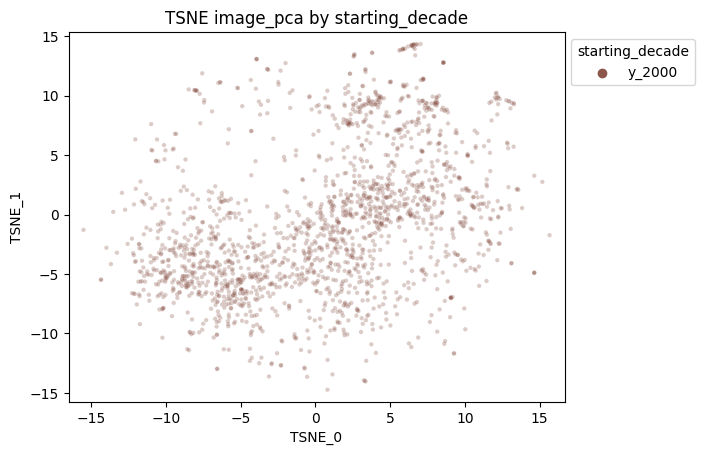 TSNE image_pca by starting_decade
starting_decade
y_2000
15
10
5
0
−5
−10
−15
TSNE_1
−15 −10 −5 0 5 10 15
TSNE_0